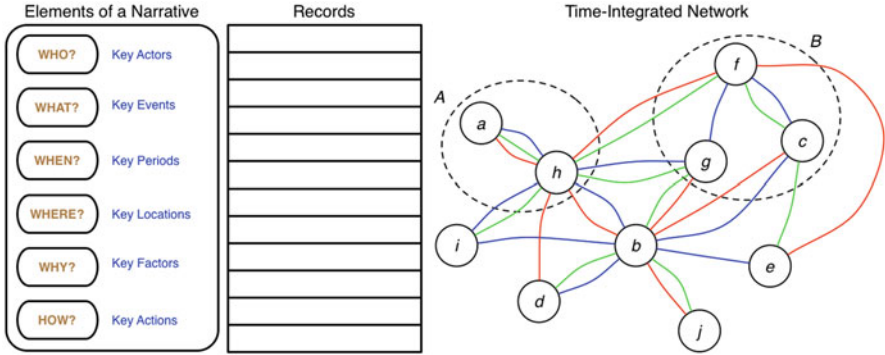 Elements of a Narrative
WHO? Key Actors
WHAT? Key Events
WHEN? Key Periods
WHERE? Key Locations
WHY? Key Factors
HOW? Key Actions
Records
Time-Integrated Network
A
B
f
a
c
h
g
i
b
e
d
j